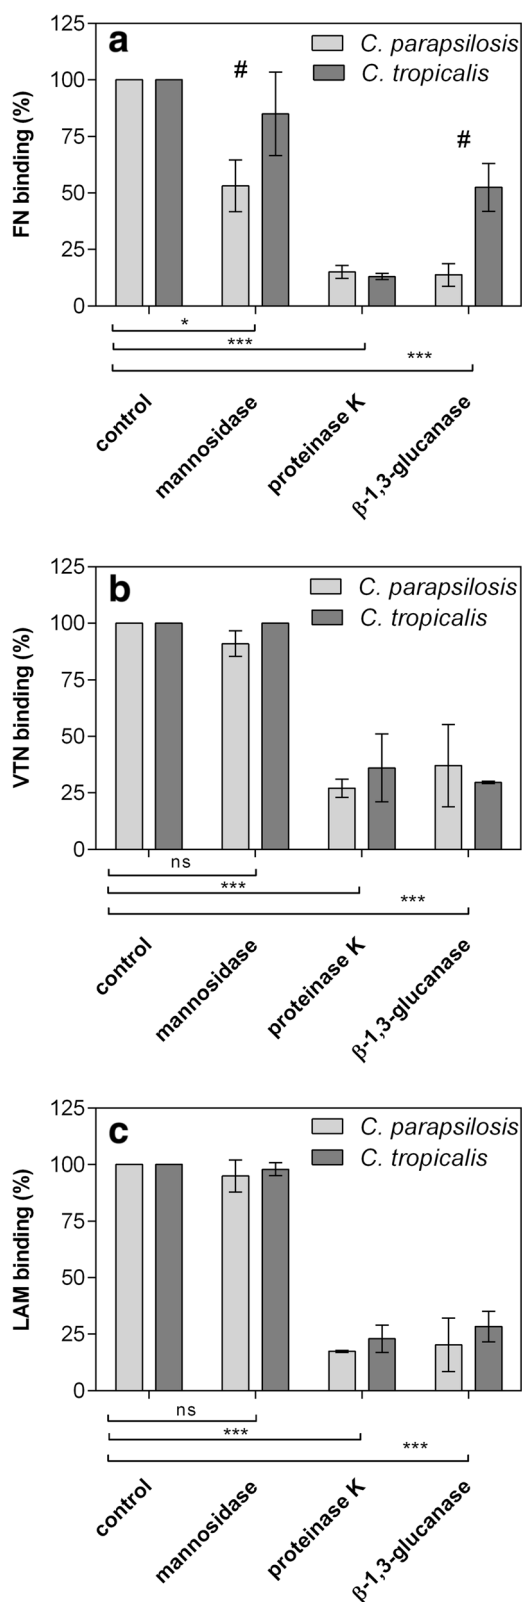 a
C. parapsilosis
C. tropicalis
FN binding (%)
125
100
75
50
25
0
#
#
*
***
***
control
mannosidase
proteinase K
β-1,3-glucanase
b
C. parapsilosis
C. tropicalis
VTN binding (%)
125
100
75
50
25
0
ns
***
***
control
mannosidase
proteinase K
β-1,3-glucanase
c
C. parapsilosis
C. tropicalis
LAM binding (%)
125
100
75
50
25
0
ns
***
***
control
mannosidase
proteinase K
β-1,3-glucanase